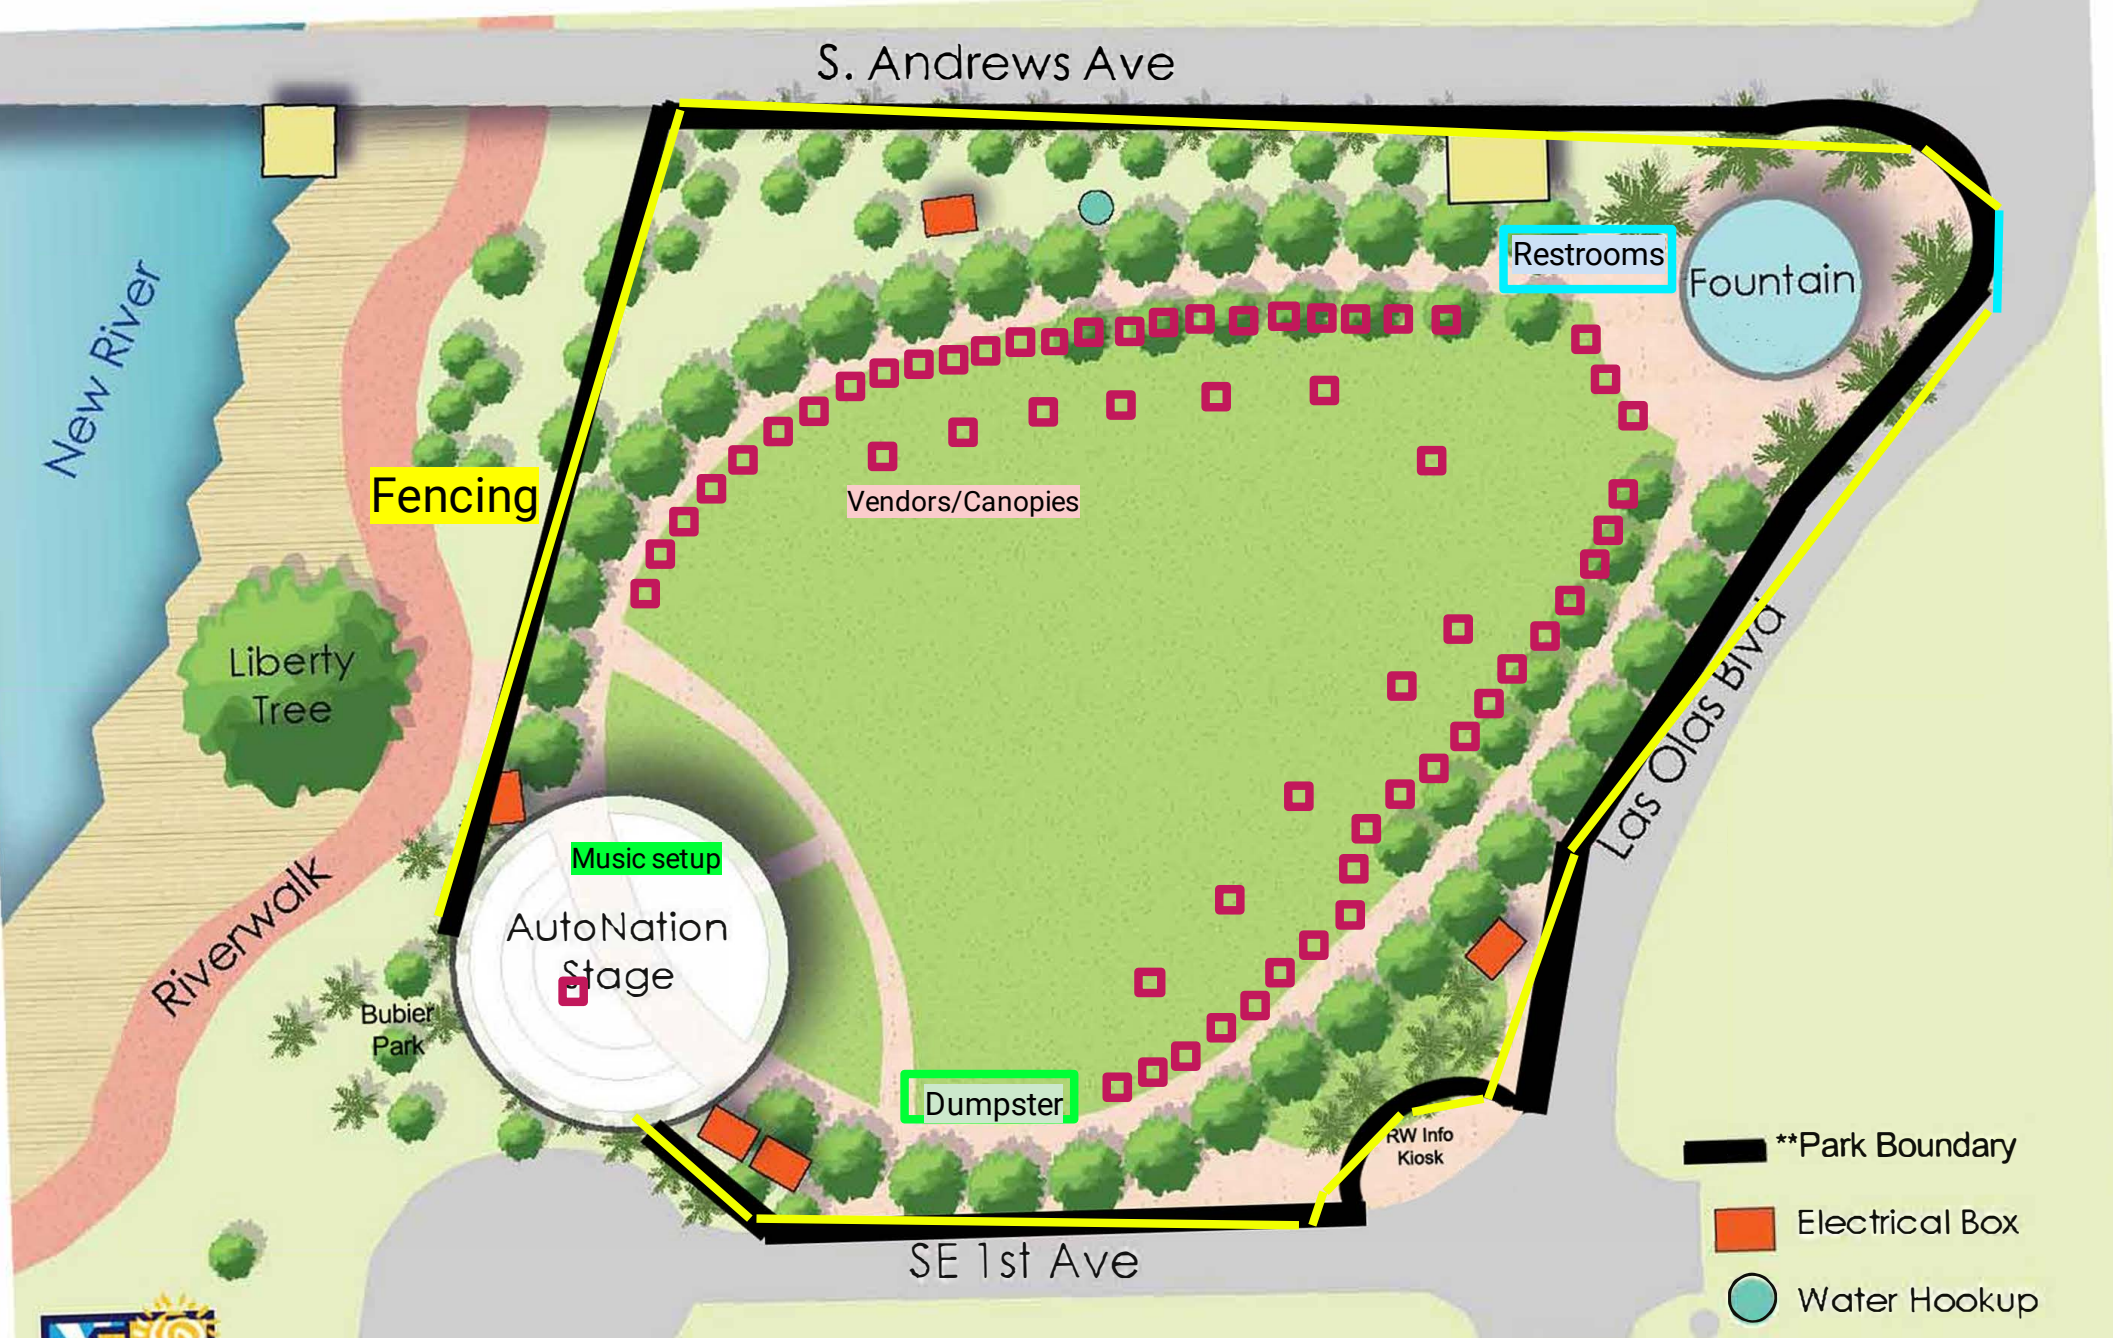 S. Andrews Ave
Restrooms
Fountain
New River
Fencing
Vendors/Canopies
Liberty
Tree
Las Olas Blvd
Music setup
AutoNation
Stage
Riverwalk
Bubier
Park
Dumpster
RW Info
Kiosk
**Park Boundary
SE 1st Ave
Electrical Box
Water Hookup